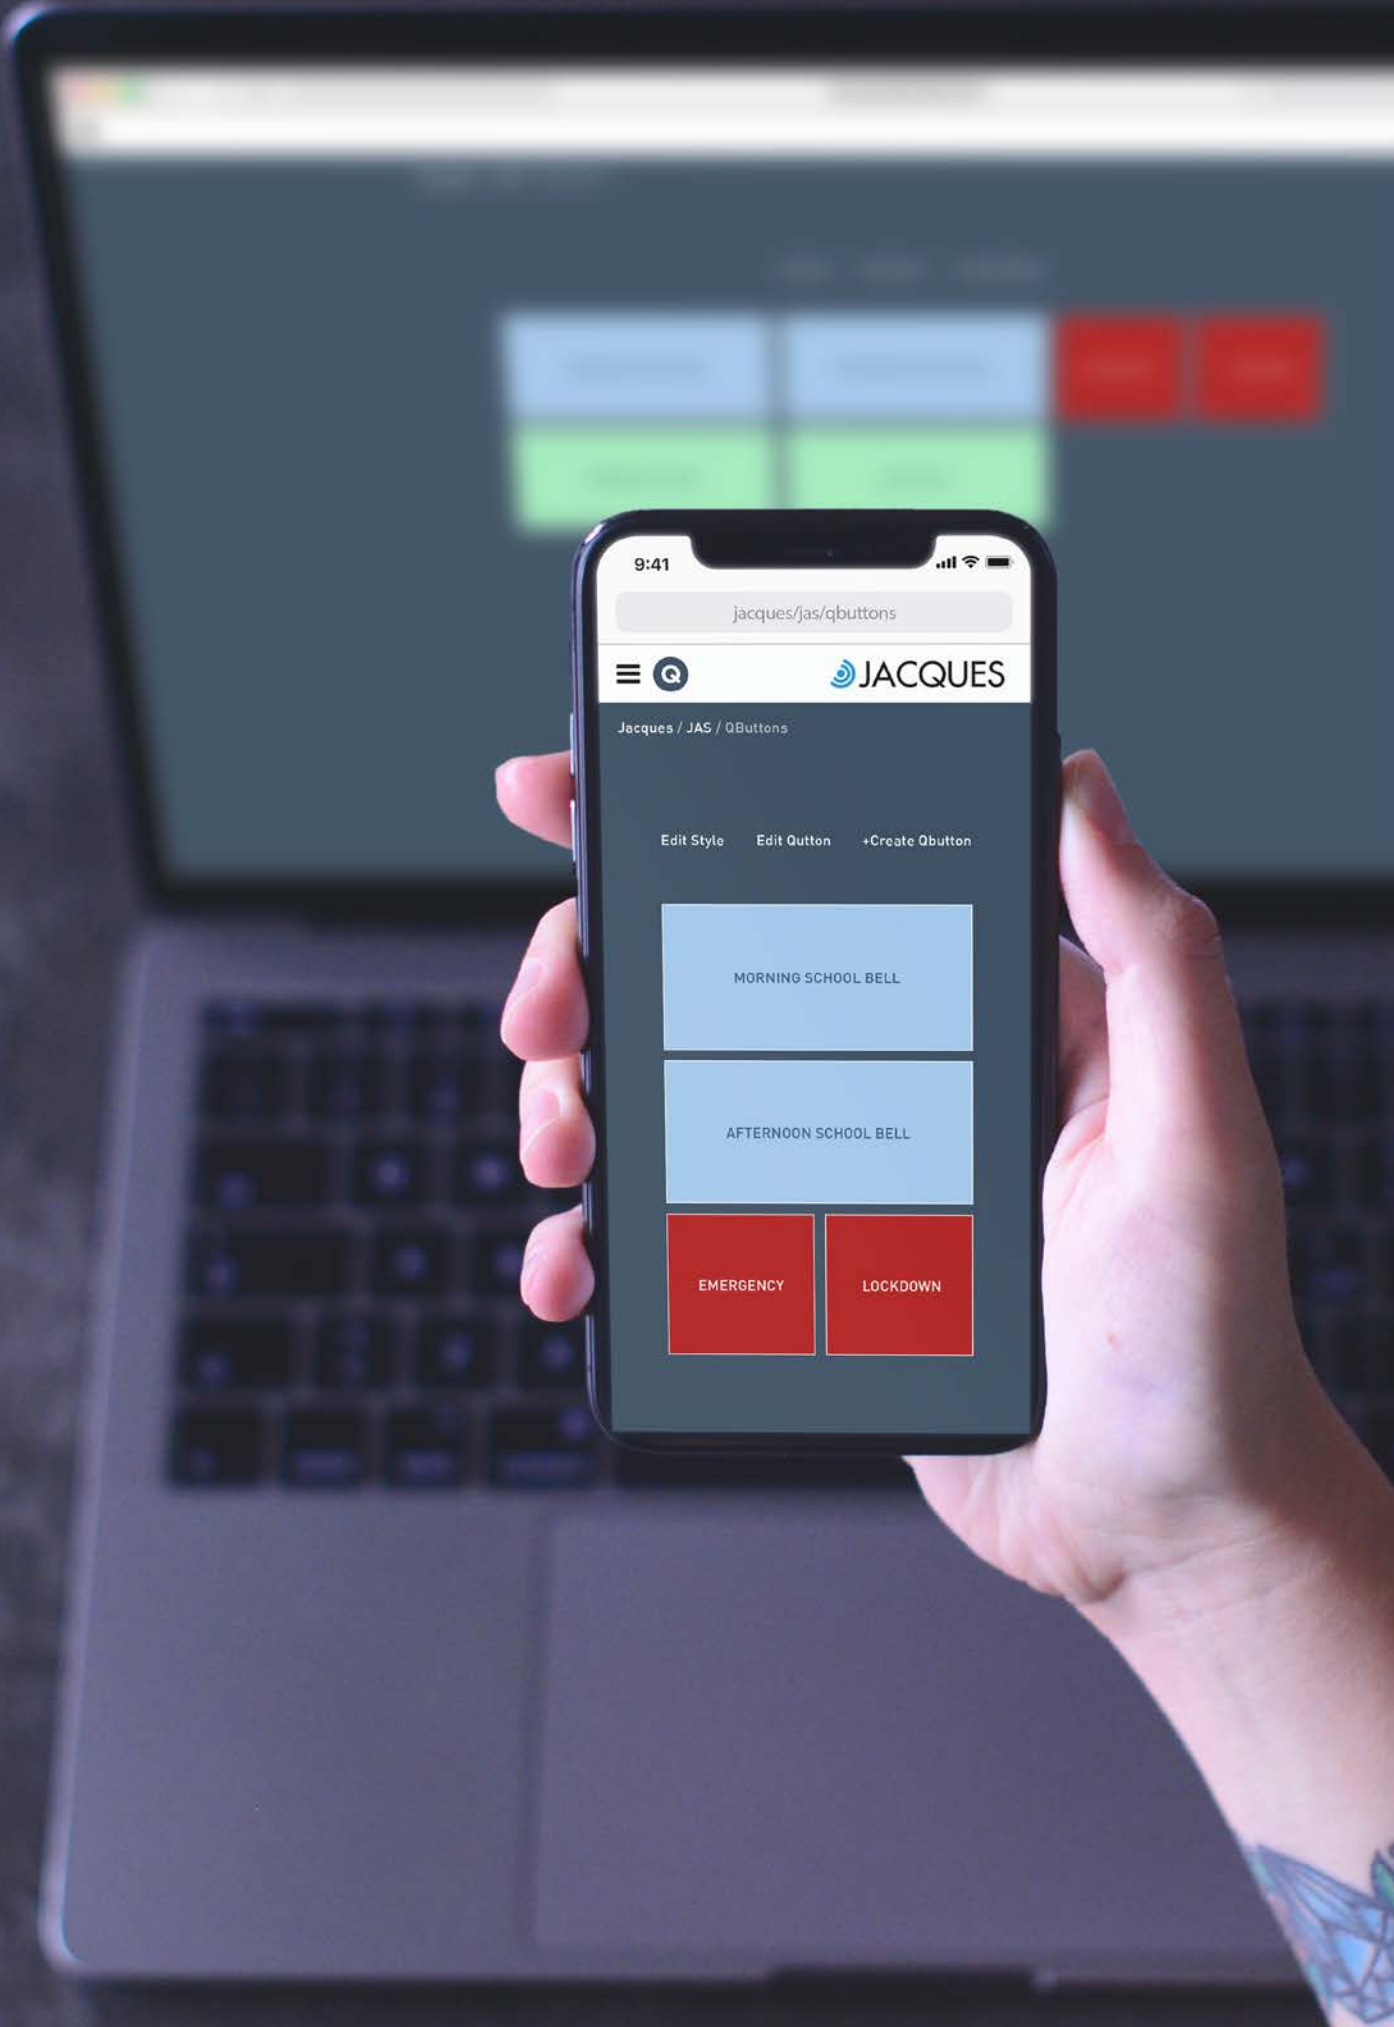 9:41
jacques/jas/qbuttons
Q JACQUES
Jacques / JAS / QButtons
Edit Style Edit Qutton +Create Qbutton
MORNING SCHOOL BELL
AFTERNOON SCHOOL BELL
EMERGENCY LOCKDOWN